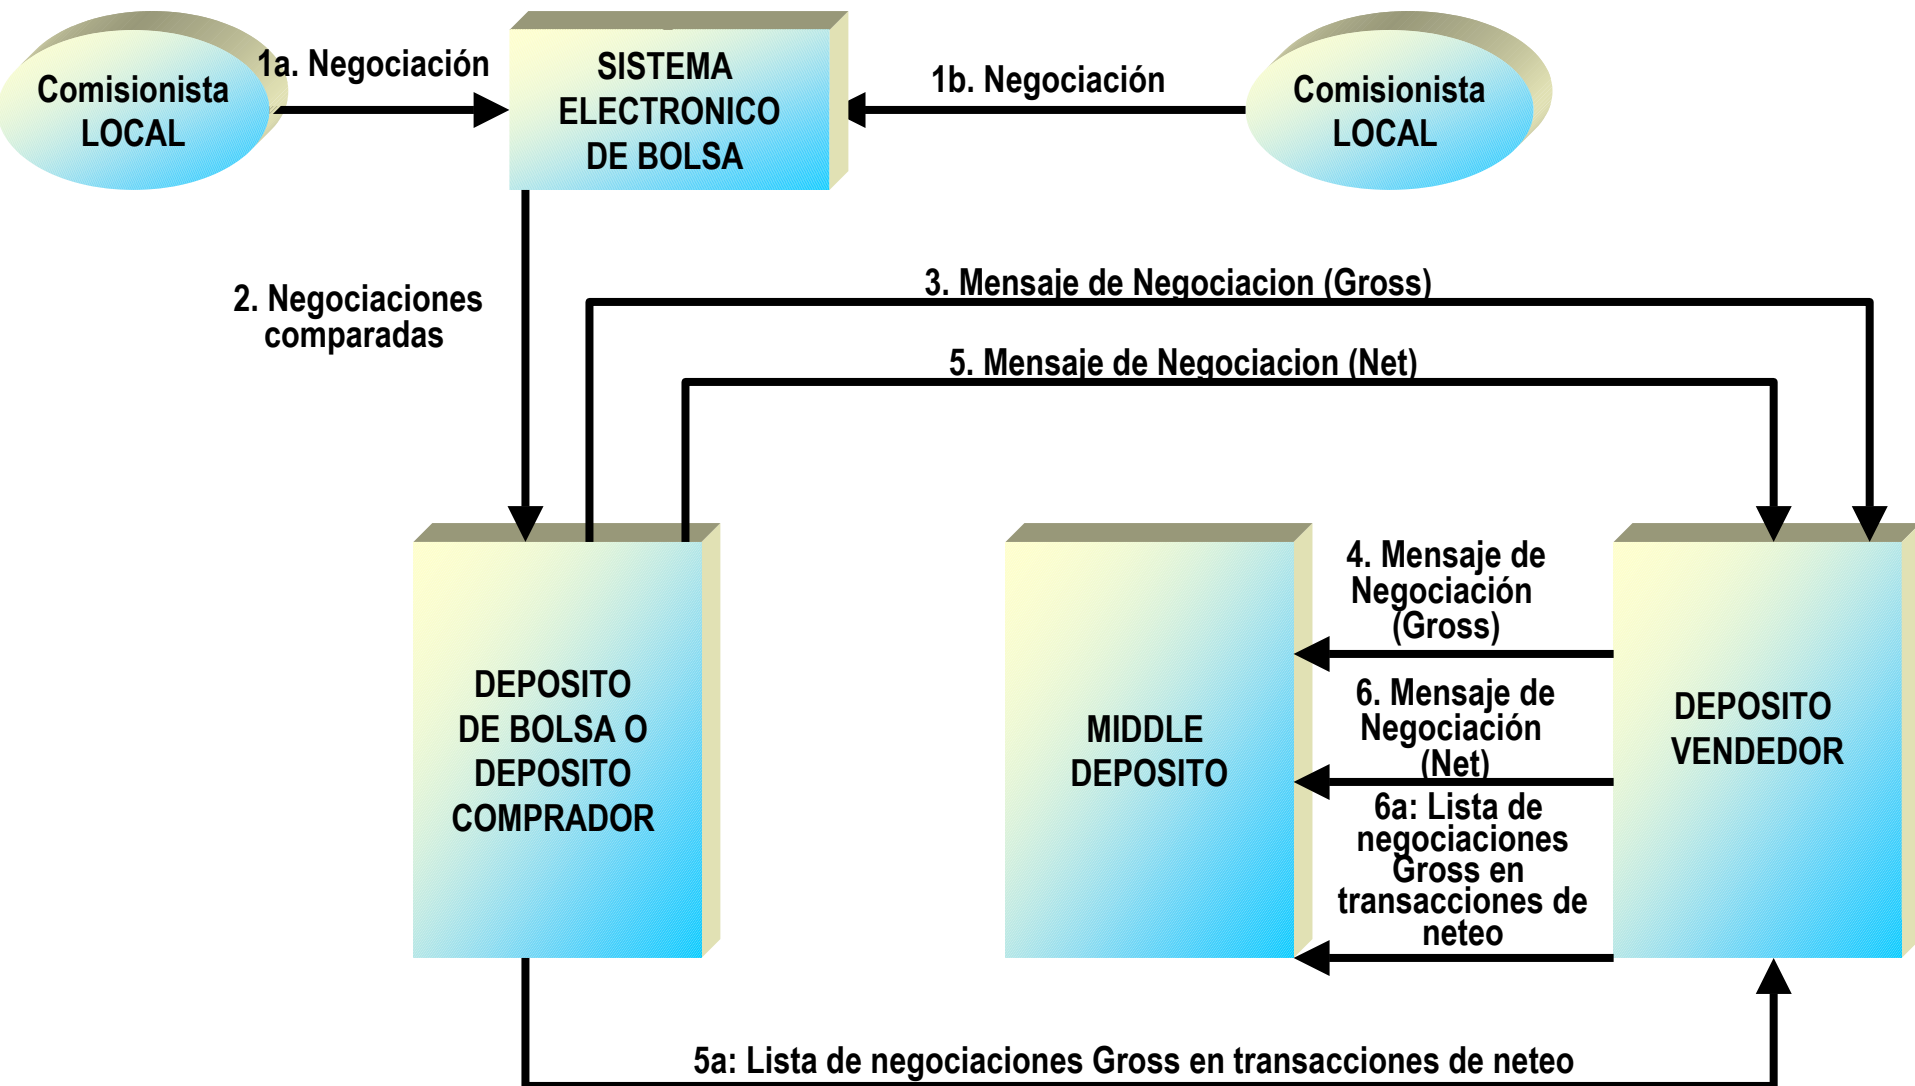 Comisionista
LOCAL
1a. Negociación
SISTEMA
ELECTRONICO
DE BOLSA
1b. Negociación
Comisionista
LOCAL
2. Negociaciones
comparadas
3. Mensaje de Negociacion (Gross)
5. Mensaje de Negociacion (Net)
DEPOSITO
DE BOLSA O
DEPOSITO
COMPRADOR
MIDDLE
DEPOSITO
4. Mensaje de
Negociación
(Gross)
6. Mensaje de
Negociación
(Net)
6a: Lista de
negociaciones
Gross en
transacciones de
neteo
DEPOSITO
VENDEDOR
5a: Lista de negociaciones Gross en transacciones de neteo